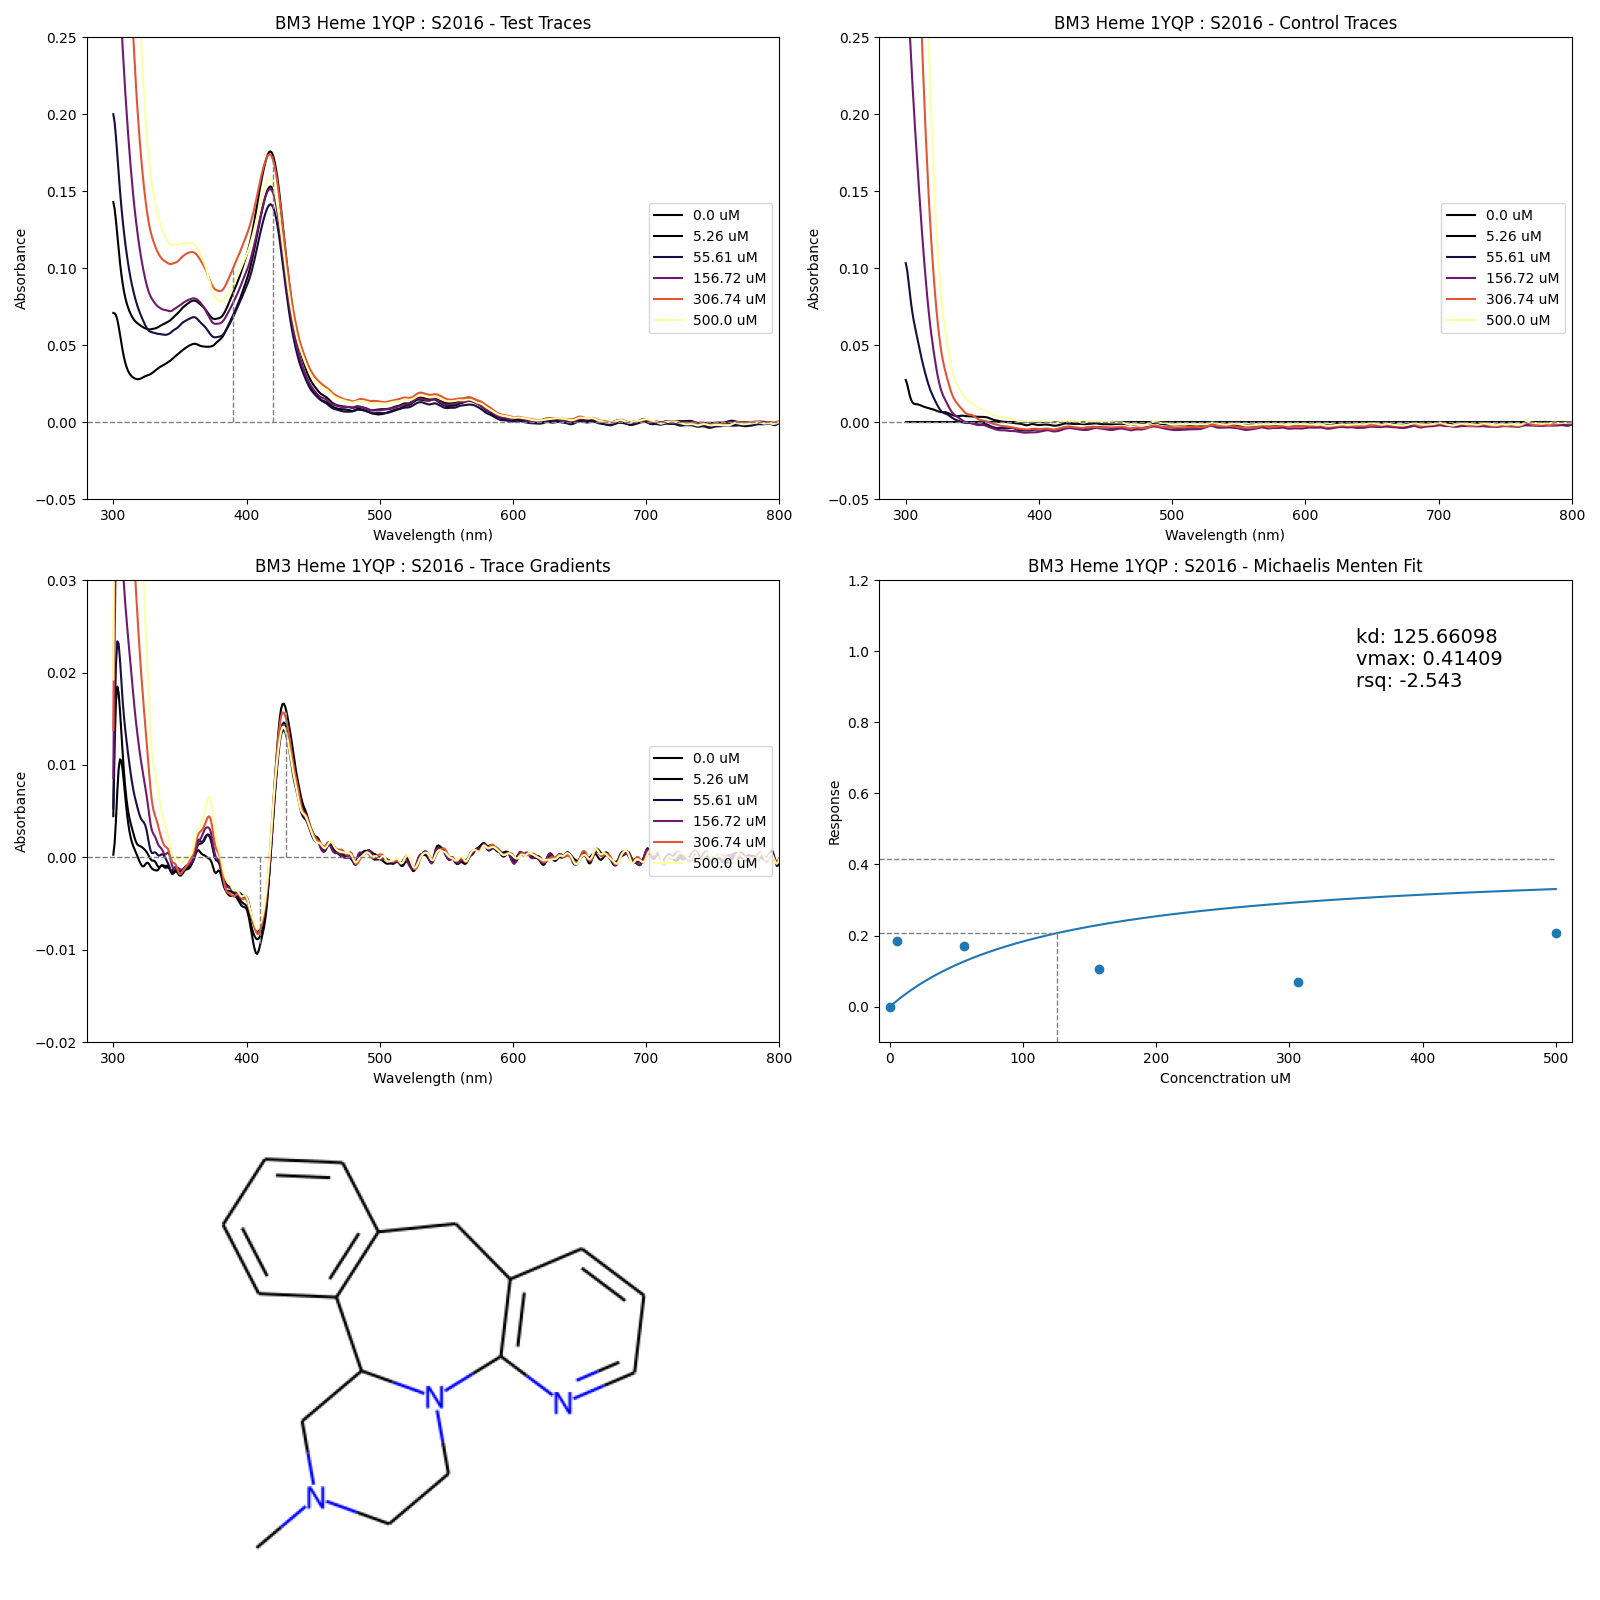 BM3 Heme 1YQP : S2016 - Test Traces
0.25
0.20
0.15
0.10
0.05
0.00
−0.05
Absorbance
300 400 500 600 700 800
Wavelength (nm)
0.0 uM
5.26 uM
55.61 uM
156.72 uM
306.74 uM
500.0 uM
BM3 Heme 1YQP : S2016 - Control Traces
0.25
0.20
0.15
0.10
0.05
0.00
−0.05
Absorbance
300 400 500 600 700 800
Wavelength (nm)
0.0 uM
5.26 uM
55.61 uM
156.72 uM
306.74 uM
500.0 uM
BM3 Heme 1YQP : S2016 - Trace Gradients
0.03
0.02
0.01
0.00
−0.01
−0.02
Absorbance
300 400 500 600 700 800
Wavelength (nm)
0.0 uM
5.26 uM
55.61 uM
156.72 uM
306.74 uM
500.0 uM
BM3 Heme 1YQP : S2016 - Michaelis Menten Fit
1.2
1.0
0.8
0.6
0.4
0.2
0.0
Response
kd: 125.66098
vmax: 0.41409
rsq: -2.543
0 100 200 300 400 500
Concenctration uM
N
N
N